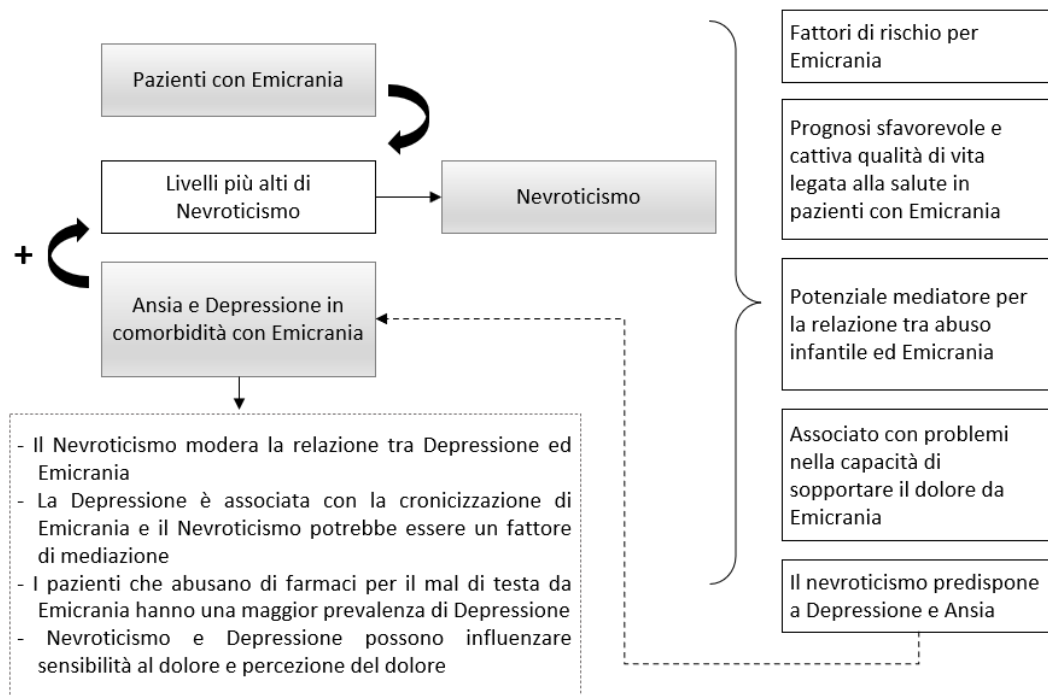 Pazienti con Emicrania
Livelli più alti di
Nevroticismo
Nevroticismo
+
Ansia e Depressione in
comorbidità con Emicrania
- Il Nevroticismo modera la relazione tra Depressione ed
Emicrania
- La Depressione è associata con la cronicizzazione di
Emicrania e il Nevroticismo potrebbe essere un fattore
di mediazione
- I pazienti che abusano di farmaci per il mal di testa da
Emicrania hanno una maggior prevalenza di Depressione
- Nevroticismo e Depressione possono influenzare
sensibilità al dolore e percezione del dolore
Fattori di rischio per
Emicrania
Prognosi sfavorevole e
cattiva qualità di vita
legata alla salute in
pazienti con Emicrania
Potenziale mediatore per
la relazione tra abuso
infantile ed Emicrania
Associato con problemi
nella capacità di
sopportare il dolore da
Emicrania
Il nevroticismo predispone
a Depressione e Ansia